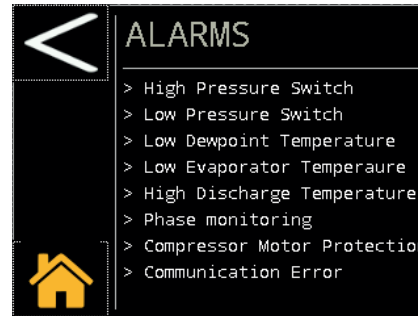 ALARMS
> High Pressure Switch
> Low Pressure Switch
> Low Dewpoint Temperature
> Low Evaporator Temperaure
> High Discharge Temperature
> Phase monitoring
> Compressor Motor Protectio
> Communication Error